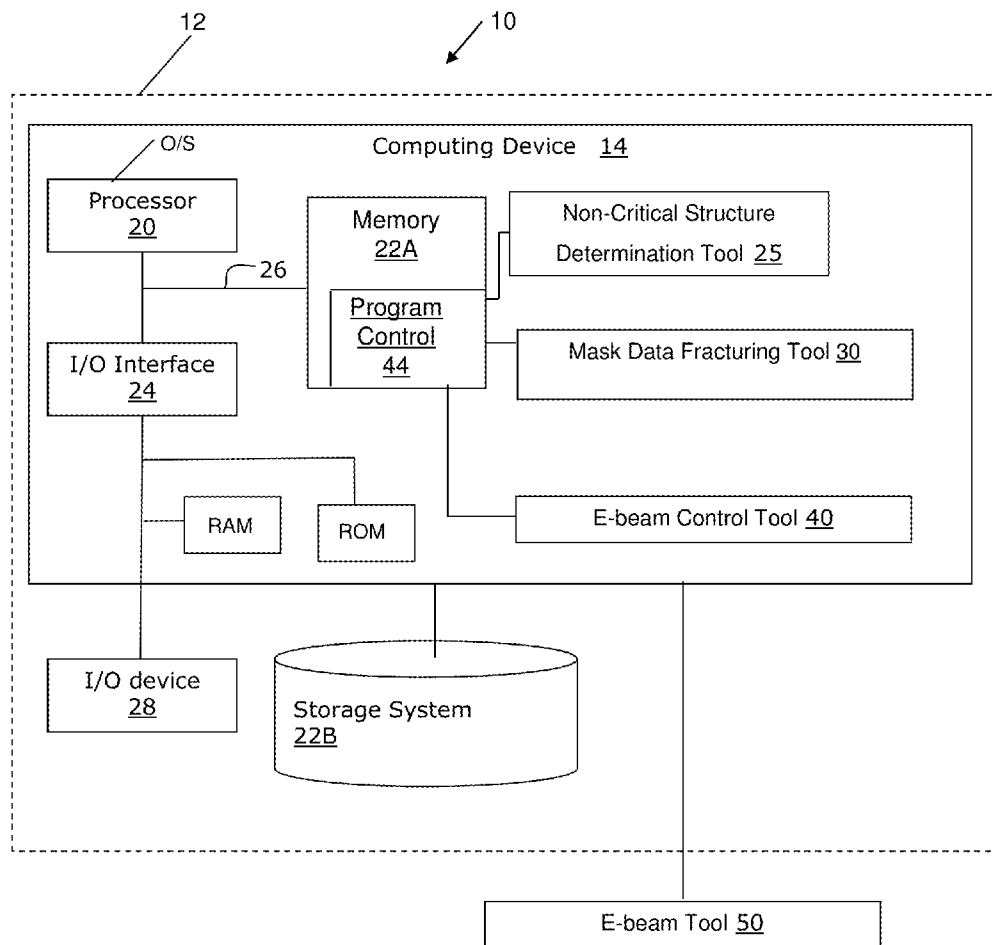 12
10
Computing Device 14
O/S
Processor
20
Memory
22A
Non-Critical Structure
Determination Tool 25
26
Program
Control
44
I/O Interface
24
Mask Data Fracturing Tool 30
RAM
ROM
E-beam Control Tool 40
I/O device
28
Storage System
22B
E-beam Tool 50